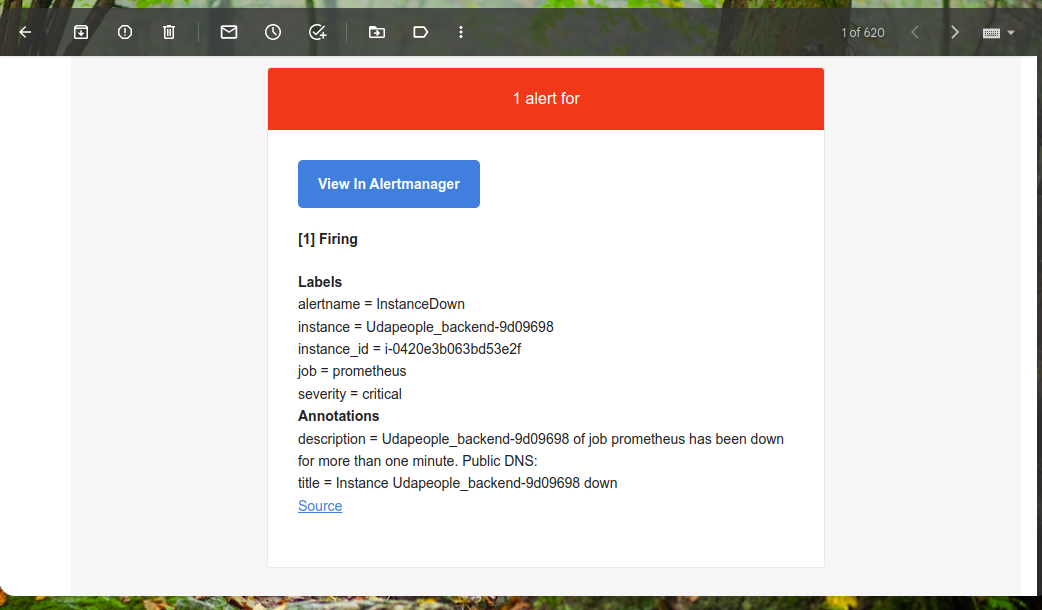 1 of 620
1 alert for
View In Alertmanager
[1] Firing
Labels
alertname = InstanceDown
instance = Udapeople_backend-9d09698
instance_id = i-0420e3b063bd53e2f
job = prometheus
severity = critical
Annotations
description = Udapeople_backend-9d09698 of job prometheus has been down
for more than one minute. Public DNS:
title = Instance Udapeople_backend-9d09698 down
Source